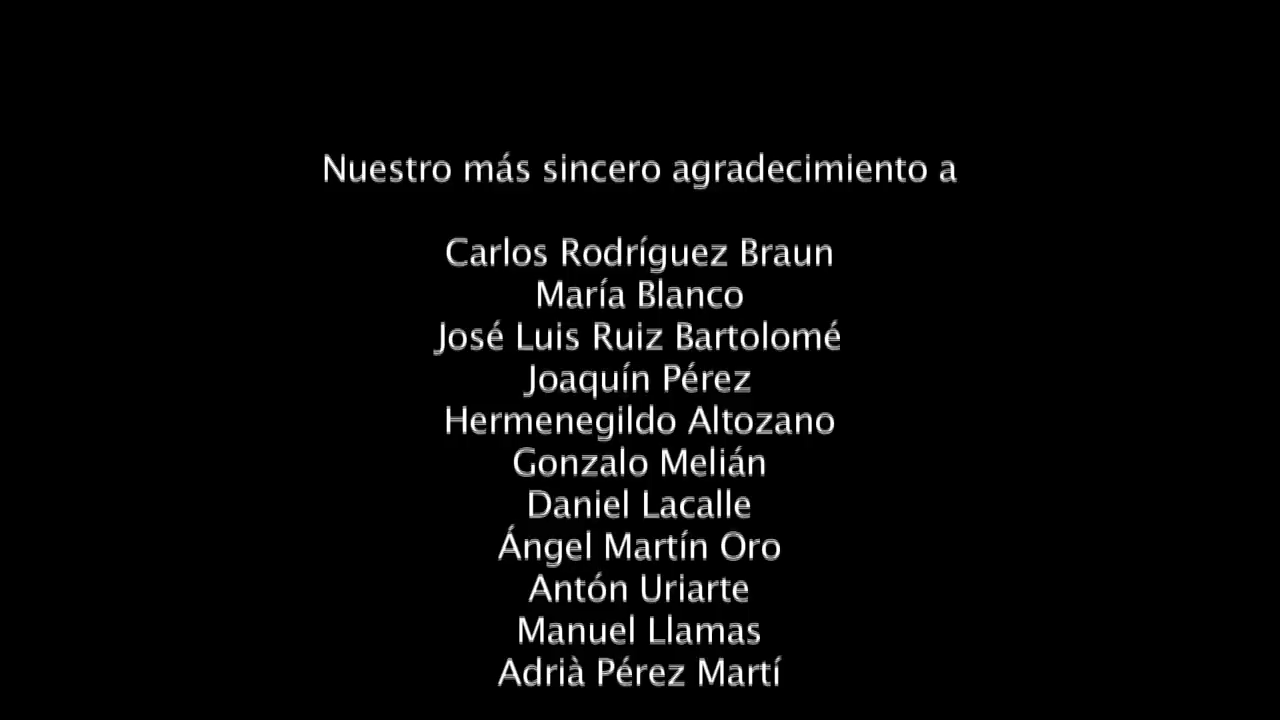 Nuestro más sincero agradecimiento a
Carlos Rodríguez Braun
María Blanco
José Luis Ruiz Bartolomé
Joaquín Pérez
Hermenegildo Altozano
Gonzalo Melián
Daniel Lacalle
Ángel Martín Oro
Antón Uriarte
Manuel Llamas
Adrià Pérez Martí